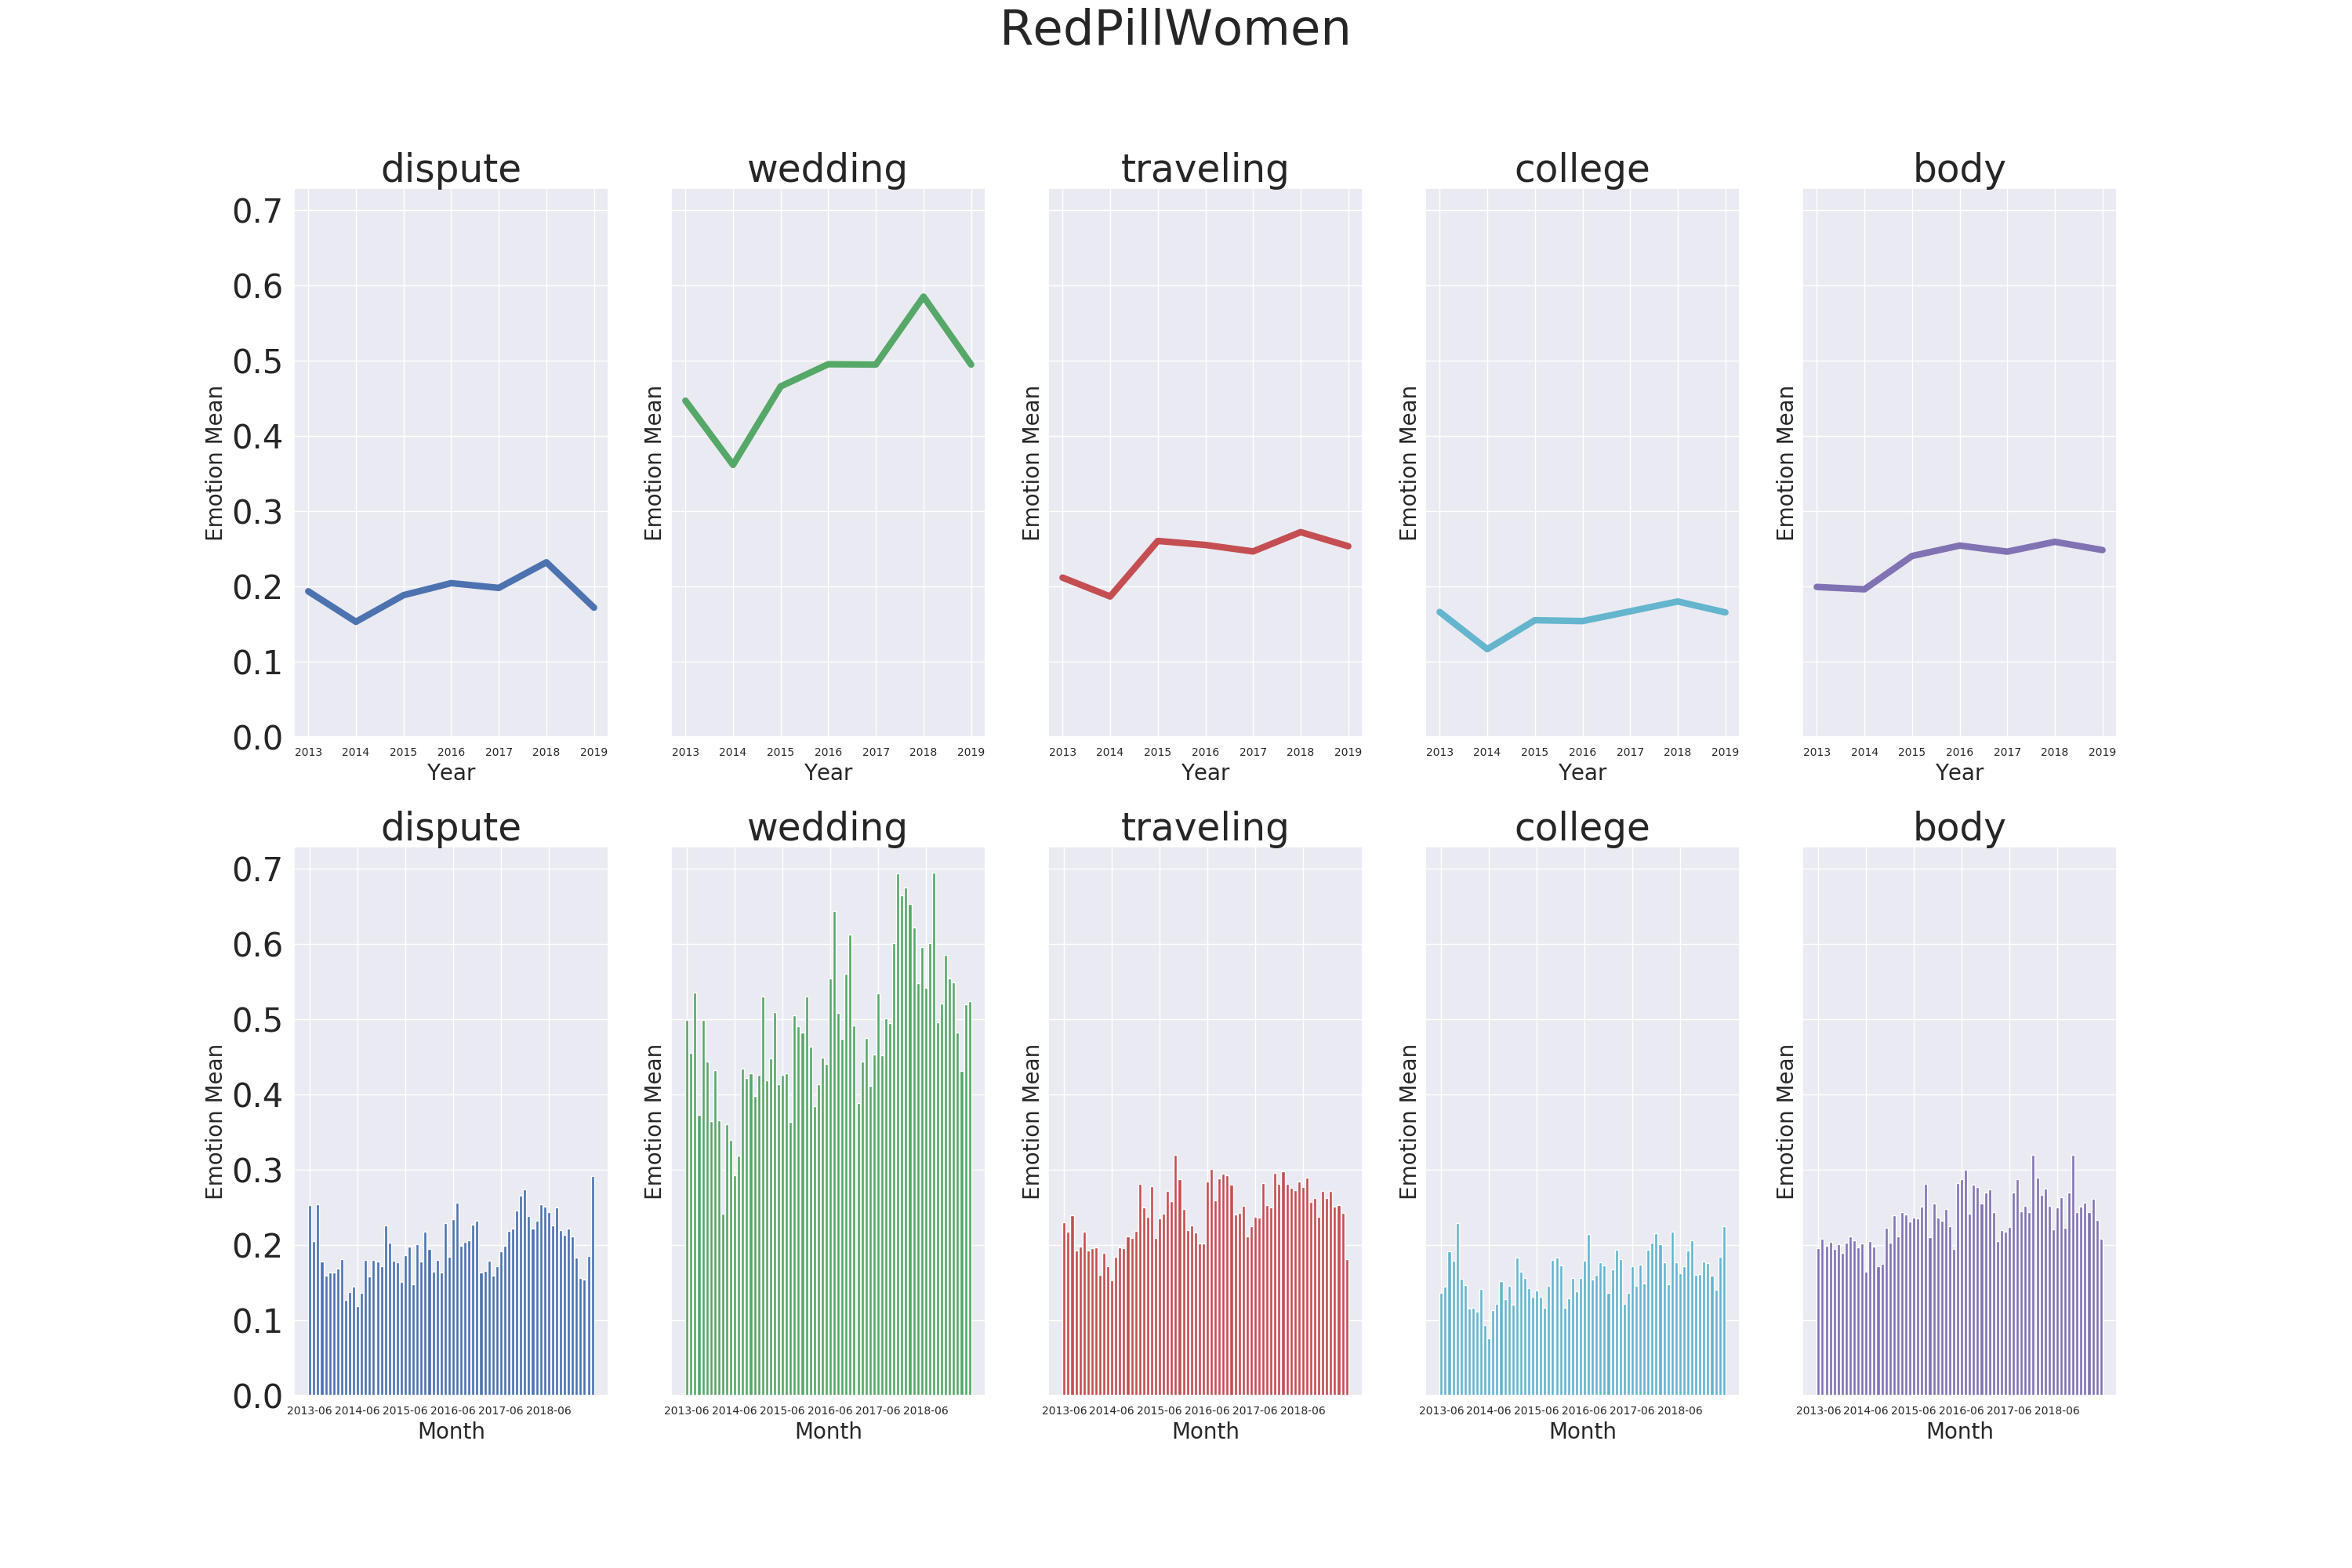 RedPillWomen
dispute wedding traveling college body
0.7
0.6
0.5
0.4
0.3
0.2
0.1
0.0
Emotion Mean Emotion Mean Emotion Mean Emotion Mean Emotion Mean
2013 2014 2015 2016 2017 2018 2019 2013 2014 2015 2016 2017 2018 2019 2013 2014 2015 2016 2017 2018 2019 2013 2014 2015 2016 2017 2018 2019 2013 2014 2015 2016 2017 2018 2019
Year Year Year Year Year
dispute wedding traveling college body
0.7
0.6
0.5
0.4
0.3
0.2
0.1
0.0
Emotion Mean Emotion Mean Emotion Mean Emotion Mean Emotion Mean
2013-06 2014-06 2015-06 2016-06 2017-06 2018-06 2013-06 2014-06 2015-06 2016-06 2017-06 2018-06 2013-06 2014-06 2015-06 2016-06 2017-06 2018-06 2013-06 2014-06 2015-06 2016-06 2017-06 2018-06 2013-06 2014-06 2015-06 2016-06 2017-06 2018-06
Month Month Month Month Month